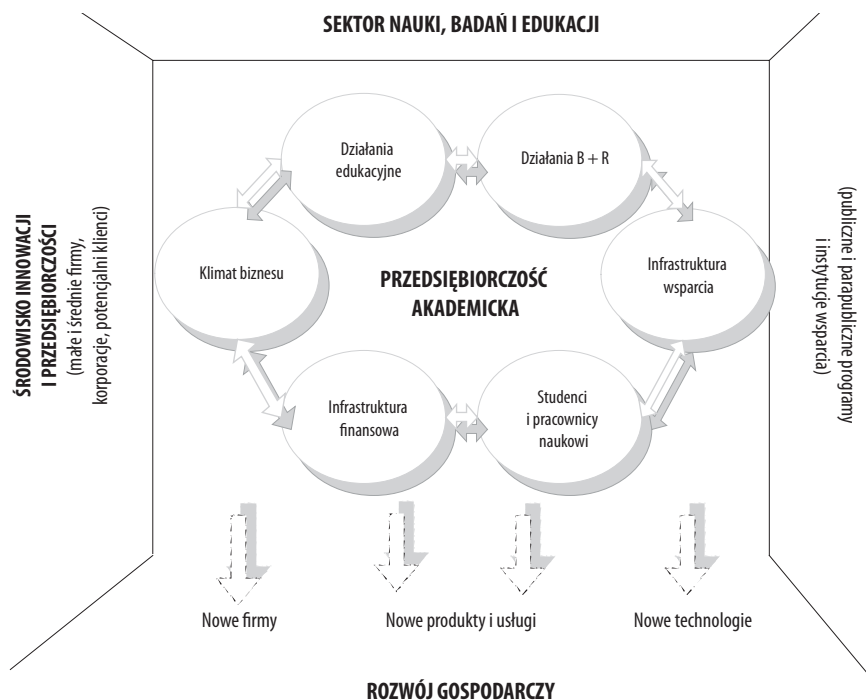 SEKTOR NAUKI, BADAŃ I EDUKACJI
Działania
edukacyjne
Działania B + R
ŚRODOWISKO INNOWACJI
I PRZEDSIĘBIORCZOŚCI
(małe i średnie firmy,
korporacje, potencjalni klienci)
Klimat biznesu
PRZEDSIĘBIORCZOŚĆ
AKADEMICKA
Infrastruktura
wsparcia
(publiczne i parapubliczne programy
i instytucje wsparcia)
Infrastruktura
finansowa
Studenci
i pracownicy
naukowi
Nowe firmy
Nowe produkty i usługi
Nowe technologie
ROZWÓJ GOSPODARCZY